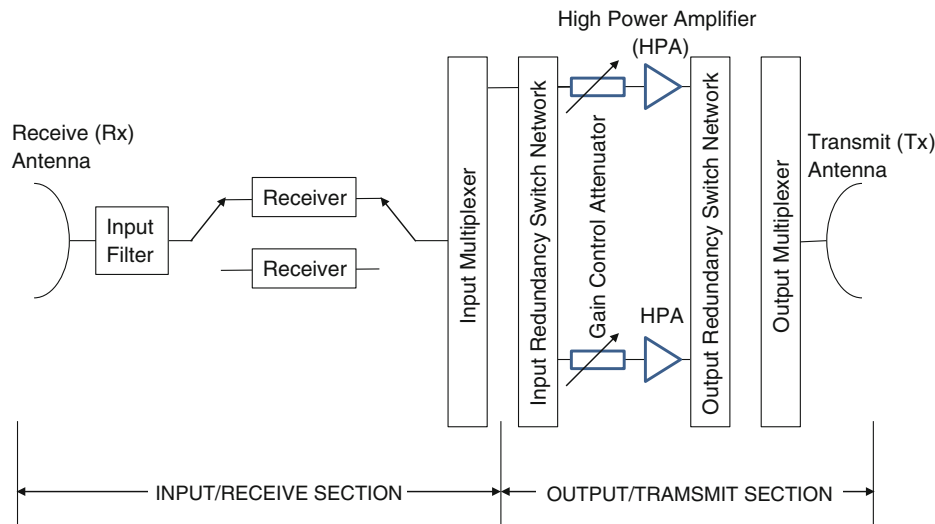 High Power Amplifier
(HPA)
Receive (Rx)
Antenna
Input
Filter
Receiver
Receiver
Input Multiplexer
Input Redundancy Switch Network
Gain Control Attenuator
HPA
Output Redundancy Switch Network
Output Multiplexer
Transmit (Tx)
Antenna
INPUT/RECEIVE SECTION
OUTPUT/TRAMSMIT SECTION